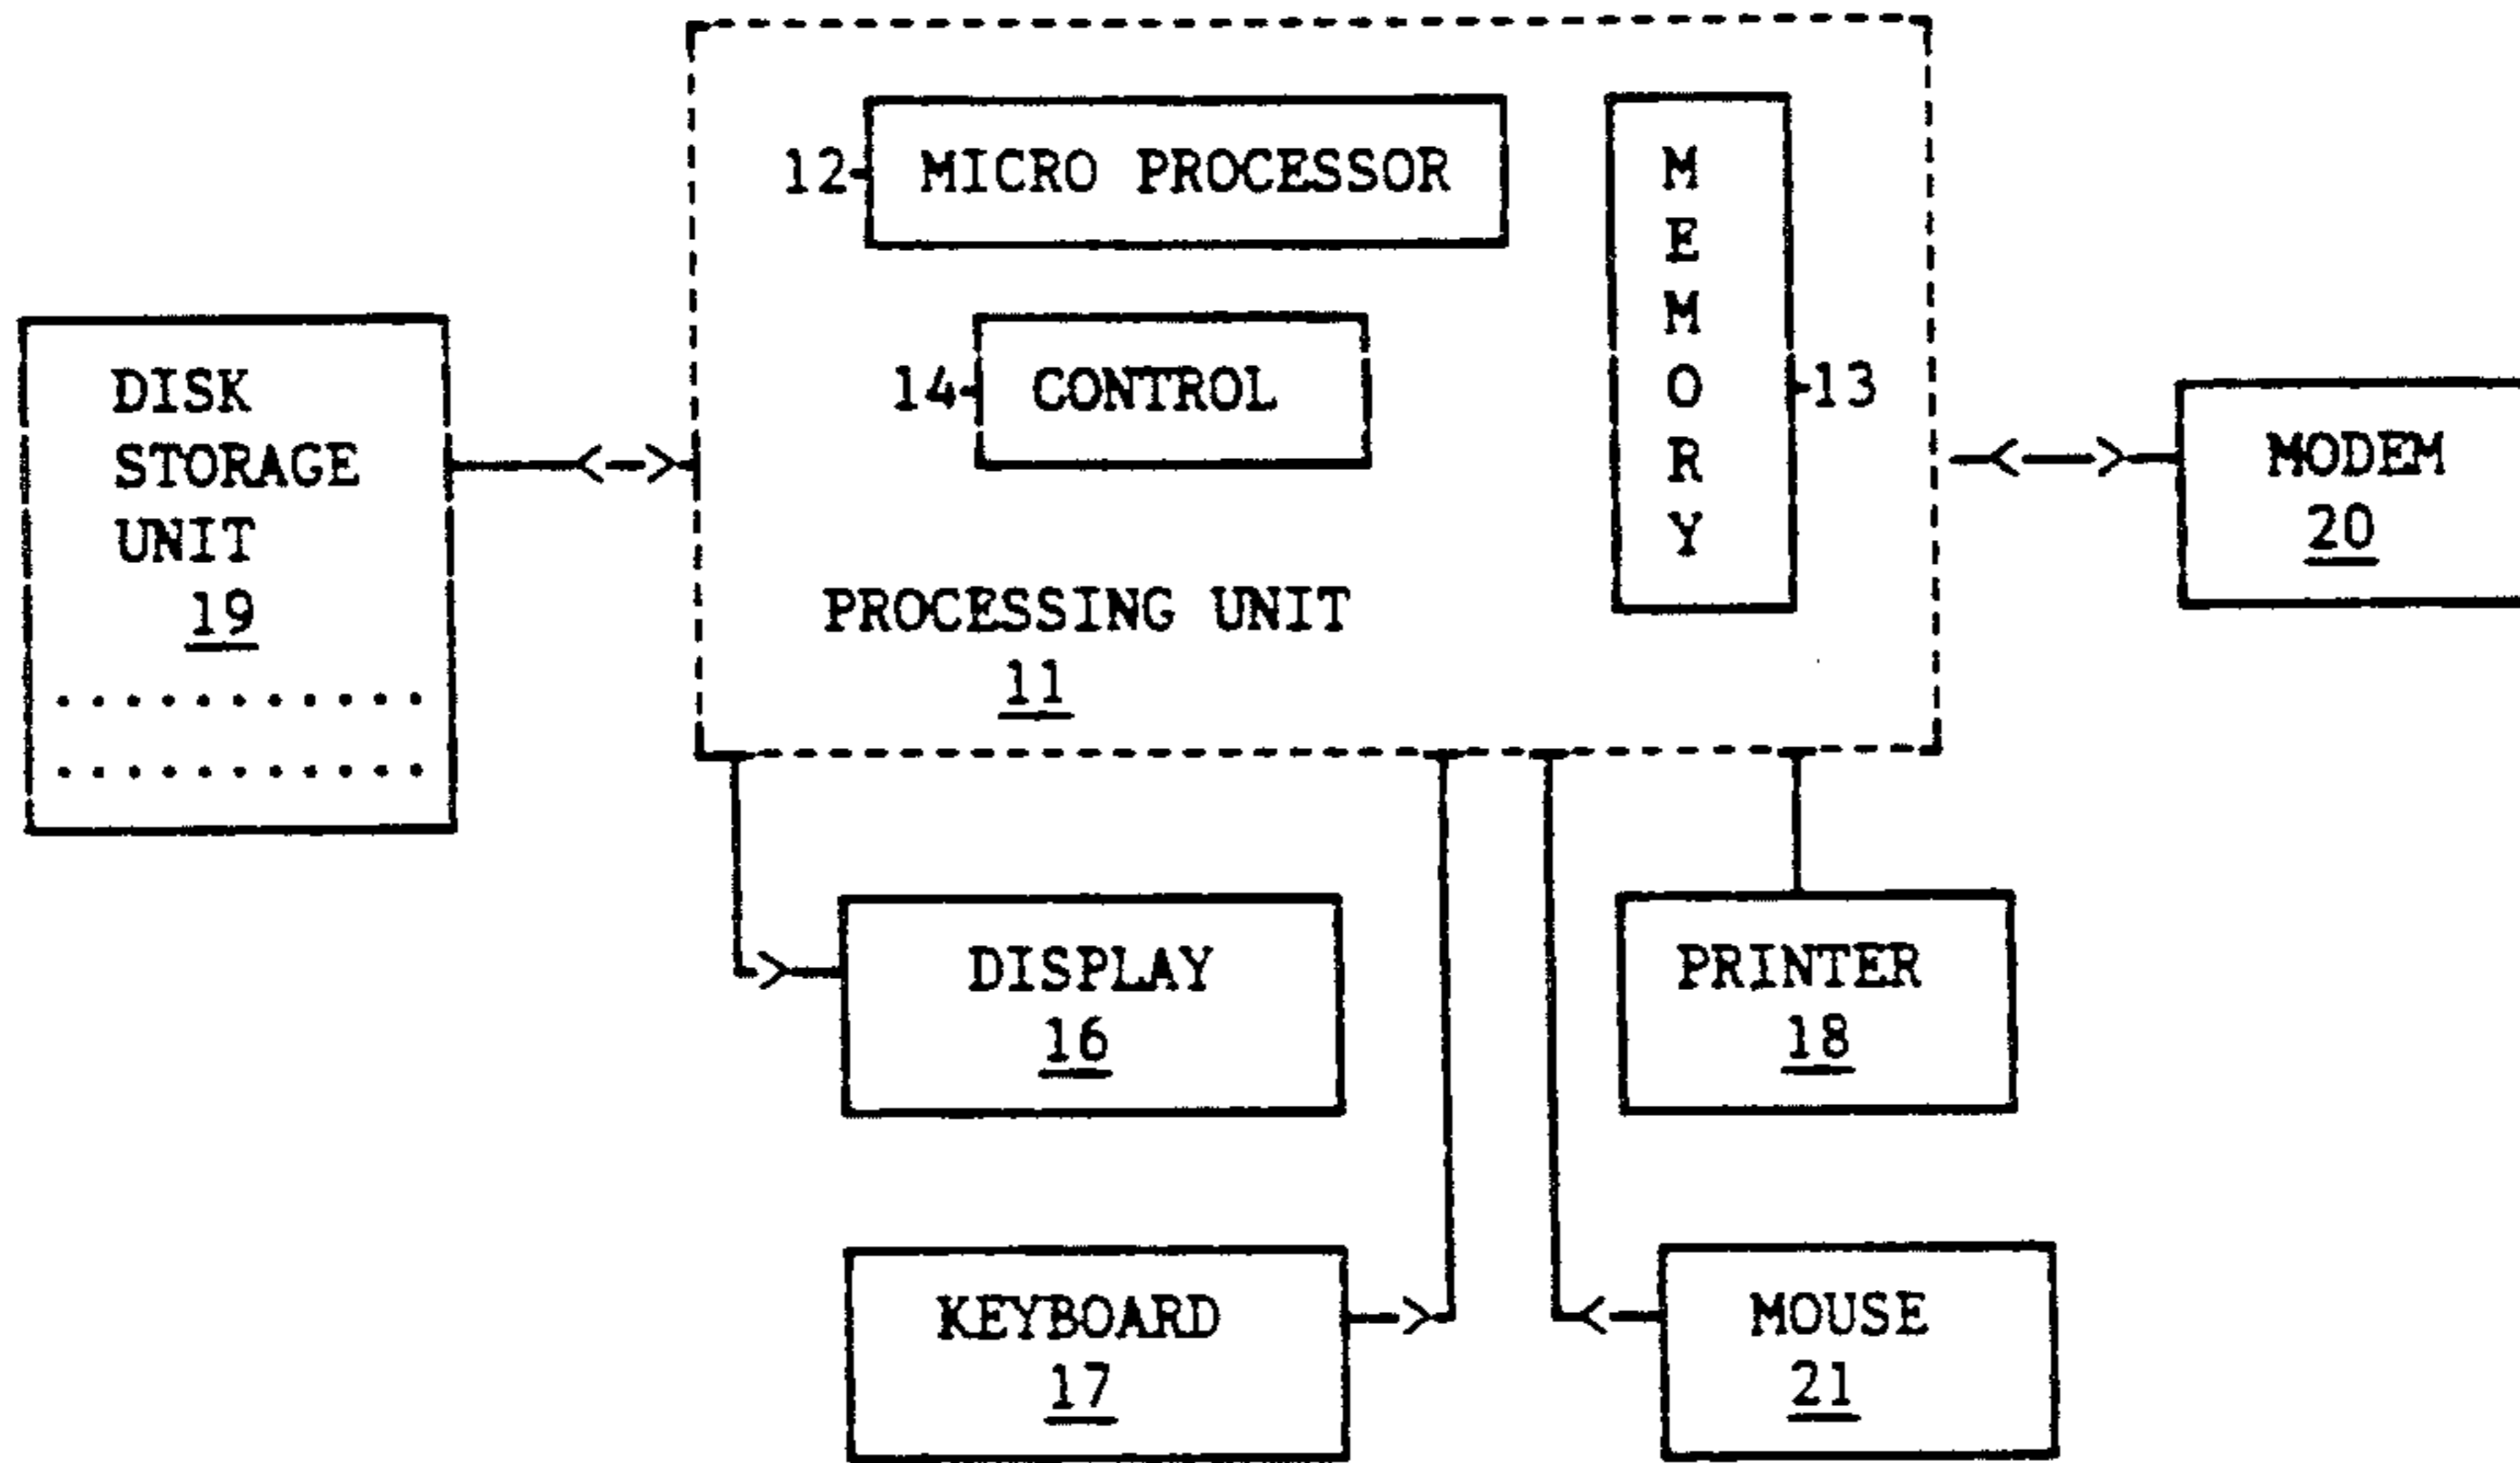 12 MICRO PROCESSOR
M
E
M
O
R
Y
13
14 CONTROL
PROCESSING UNIT
11
DISK
STORAGE
UNIT
19
MODEM
20
DISPLAY
16
PRINTER
18
KEYBOARD
17
MOUSE
21